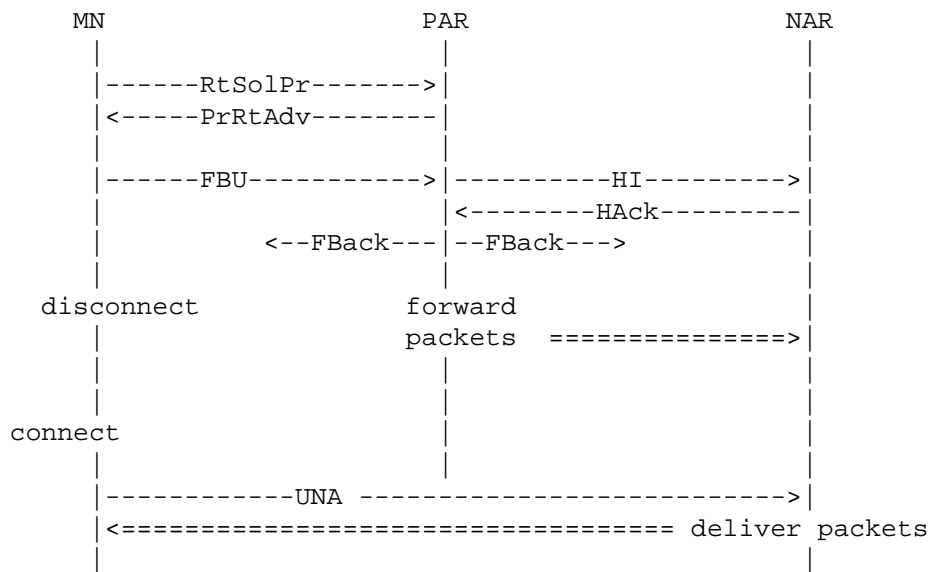 MN PAR NAR
RtSolPr
PrRtAdv
FBU HI
HAck
FBack FBack
disconnect forward
packets
connect
UNA
deliver packets